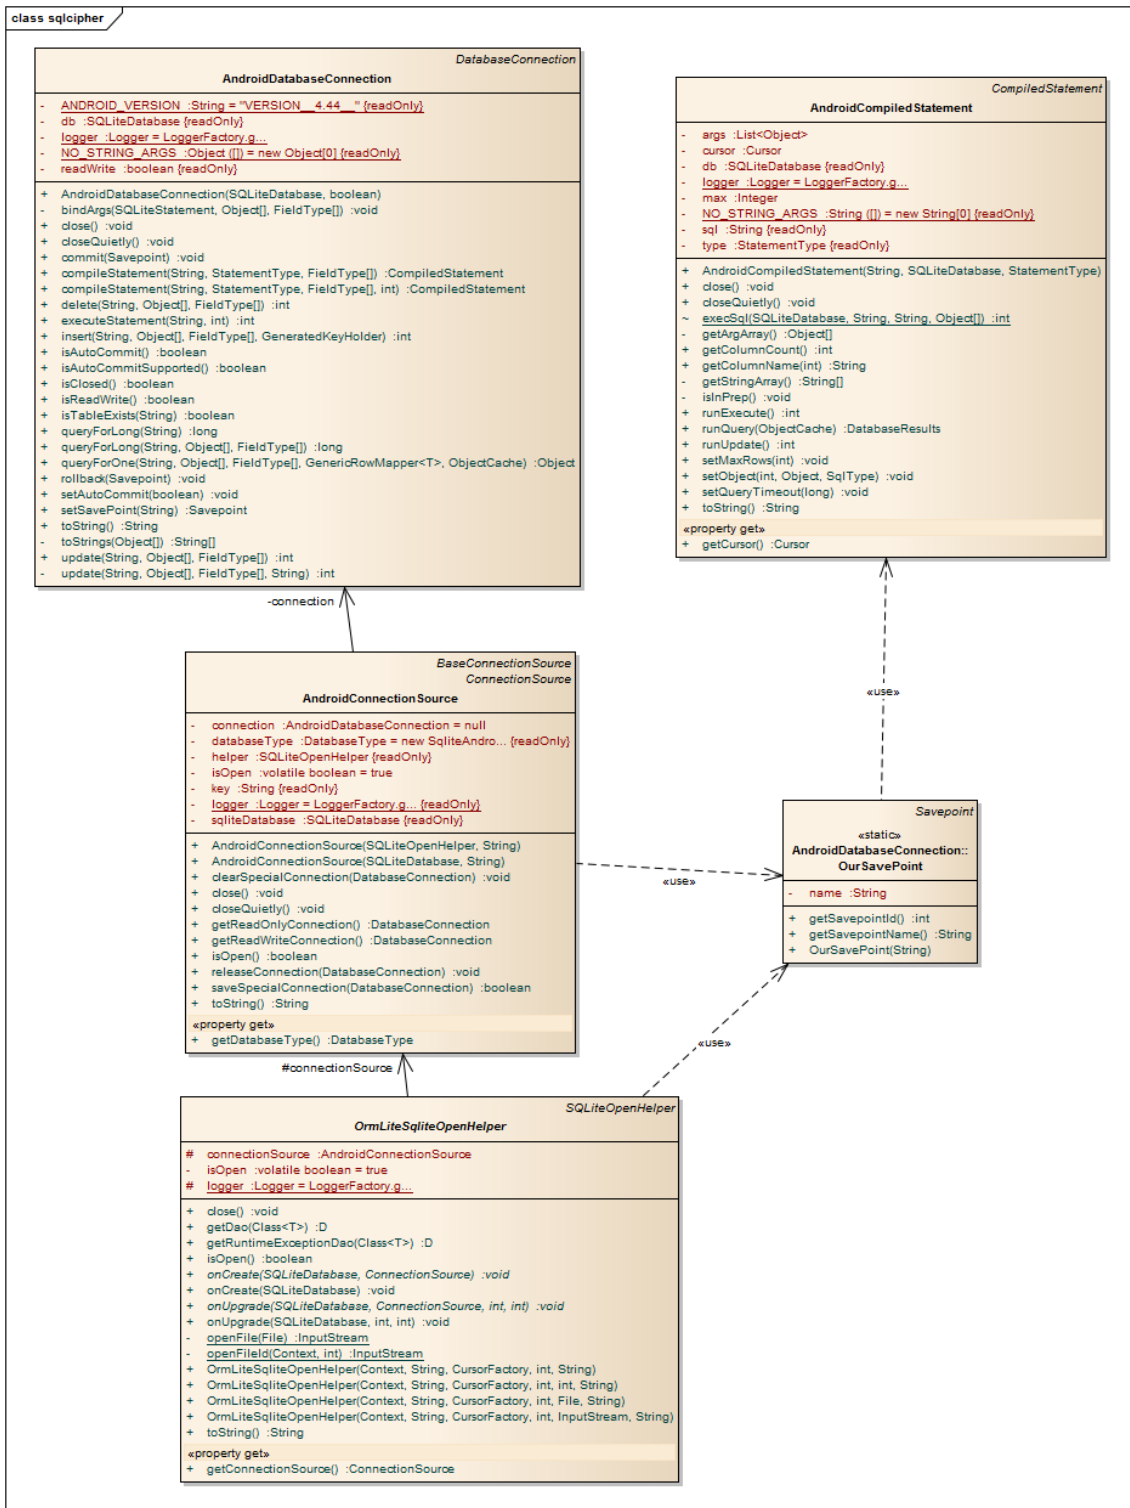 class sqlcipher
DatabaseConnection
AndroidDatabaseConnection
- ANDROID_VERSION :String = "VERSION__4.44__" {readOnly}
- db :SQLiteDatabase {readOnly}
- logger :Logger = LoggerFactory.g...
- NO_STRING_ARGS :Object ([]) = new Object[0] {readOnly}
- readWrite :boolean {readOnly}
+ AndroidDatabaseConnection(SQLiteDatabase, boolean)
- bindArgs(SQLiteStatement, Object[], FieldType[]) :void
+ close() :void
+ closeQuietly() :void
+ commit(Savepoint) :void
+ compileStatement(String, StatementType, FieldType[]) :CompiledStatement
+ compileStatement(String, StatementType, FieldType[], int) :CompiledStatement
+ delete(String, Object[], FieldType[]) :int
+ executeStatement(String, int) :int
+ insert(String, Object[], FieldType[], GeneratedKeyHolder) :int
+ isAutoCommit() :boolean
+ isAutoCommitSupported() :boolean
+ isClosed() :boolean
+ isReadWrite() :boolean
+ isTableExists(String) :boolean
+ queryForLong(String) :long
+ queryForLong(String, Object[], FieldType[]) :long
+ queryForOne(String, Object[], FieldType[], GenericRowMapper<T>, ObjectCache) :Object
+ rollback(Savepoint) :void
+ setAutoCommit(boolean) :void
+ setSavePoint(String) :Savepoint
+ toString() :String
- toStrings(Object[]) :String[]
+ update(String, Object[], FieldType[]) :int
- update(String, Object[], FieldType[], String) :int
CompiledStatement
AndroidCompiledStatement
- args :List<Object>
- cursor :Cursor
- db :SQLiteDatabase {readOnly}
- logger :Logger = LoggerFactory.g...
- max :Integer
- NO_STRING_ARGS :String ([]) = new String[0] {readOnly}
- sql :String {readOnly}
- type :StatementType {readOnly}
+ AndroidCompiledStatement(String, SQLiteDatabase, StatementType)
+ close() :void
+ closeQuietly() :void
~ execSql(SQLiteDatabase, String, String, Object[]) :int
- getArgArray() :Object[]
+ getColumnCount() :int
+ getColumnName(int) :String
- getStringArray() :String[]
- isInPrep() :void
+ runExecute() :int
+ runQuery(ObjectCache) :DatabaseResults
+ runUpdate() :int
+ setMaxRows(int) :void
+ setObject(int, Object, SqlType) :void
+ setQueryTimeout(long) :void
+ toString() :String
«property get»
+ getCursor() :Cursor
-connection
«use»
BaseConnectionSource
ConnectionSource
AndroidConnectionSource
- connection :AndroidDatabaseConnection = null
- databaseType :DatabaseType = new SqliteAndro... {readOnly}
- helper :SQLiteOpenHelper {readOnly}
- isOpen :volatile boolean = true
- key :String {readOnly}
- logger :Logger = LoggerFactory.g... {readOnly}
- sqliteDatabase :SQLiteDatabase {readOnly}
+ AndroidConnectionSource(SQLiteOpenHelper, String)
+ AndroidConnectionSource(SQLiteDatabase, String)
+ clearSpecialConnection(DatabaseConnection) :void
+ close() :void
+ closeQuietly() :void
+ getReadOnlyConnection() :DatabaseConnection
+ getReadWriteConnection() :DatabaseConnection
+ isOpen() :boolean
+ releaseConnection(DatabaseConnection) :void
+ saveSpecialConnection(DatabaseConnection) :boolean
+ toString() :String
«property get»
+ getDatabaseType() :DatabaseType
«use»
Savepoint
«static»
AndroidDatabaseConnection::
OurSavePoint
- name :String
+ getSavepointId() :int
+ getSavepointName() :String
+ OurSavePoint(String)
«use»
#connectionSource
SQLiteOpenHelper
OrmLiteSqliteOpenHelper
# connectionSource :AndroidConnectionSource
- isOpen :volatile boolean = true
# logger :Logger = LoggerFactory.g...
+ close() :void
+ getDao(Class<T>) :D
+ getRuntimeExceptionDao(Class<T>) :D
+ isOpen() :boolean
+ onCreate(SQLiteDatabase, ConnectionSource) :void
+ onCreate(SQLiteDatabase) :void
+ onUpgrade(SQLiteDatabase, ConnectionSource, int, int) :void
+ onUpgrade(SQLiteDatabase, int, int) :void
- openFile(File) :InputStream
- openFileId(Context, int) :InputStream
+ OrmLiteSqliteOpenHelper(Context, String, CursorFactory, int, String)
+ OrmLiteSqliteOpenHelper(Context, String, CursorFactory, int, int, String)
+ OrmLiteSqliteOpenHelper(Context, String, CursorFactory, int, File, String)
+ OrmLiteSqliteOpenHelper(Context, String, CursorFactory, int, InputStream, String)
+ toString() :String
«property get»
+ getConnectionSource() :ConnectionSource